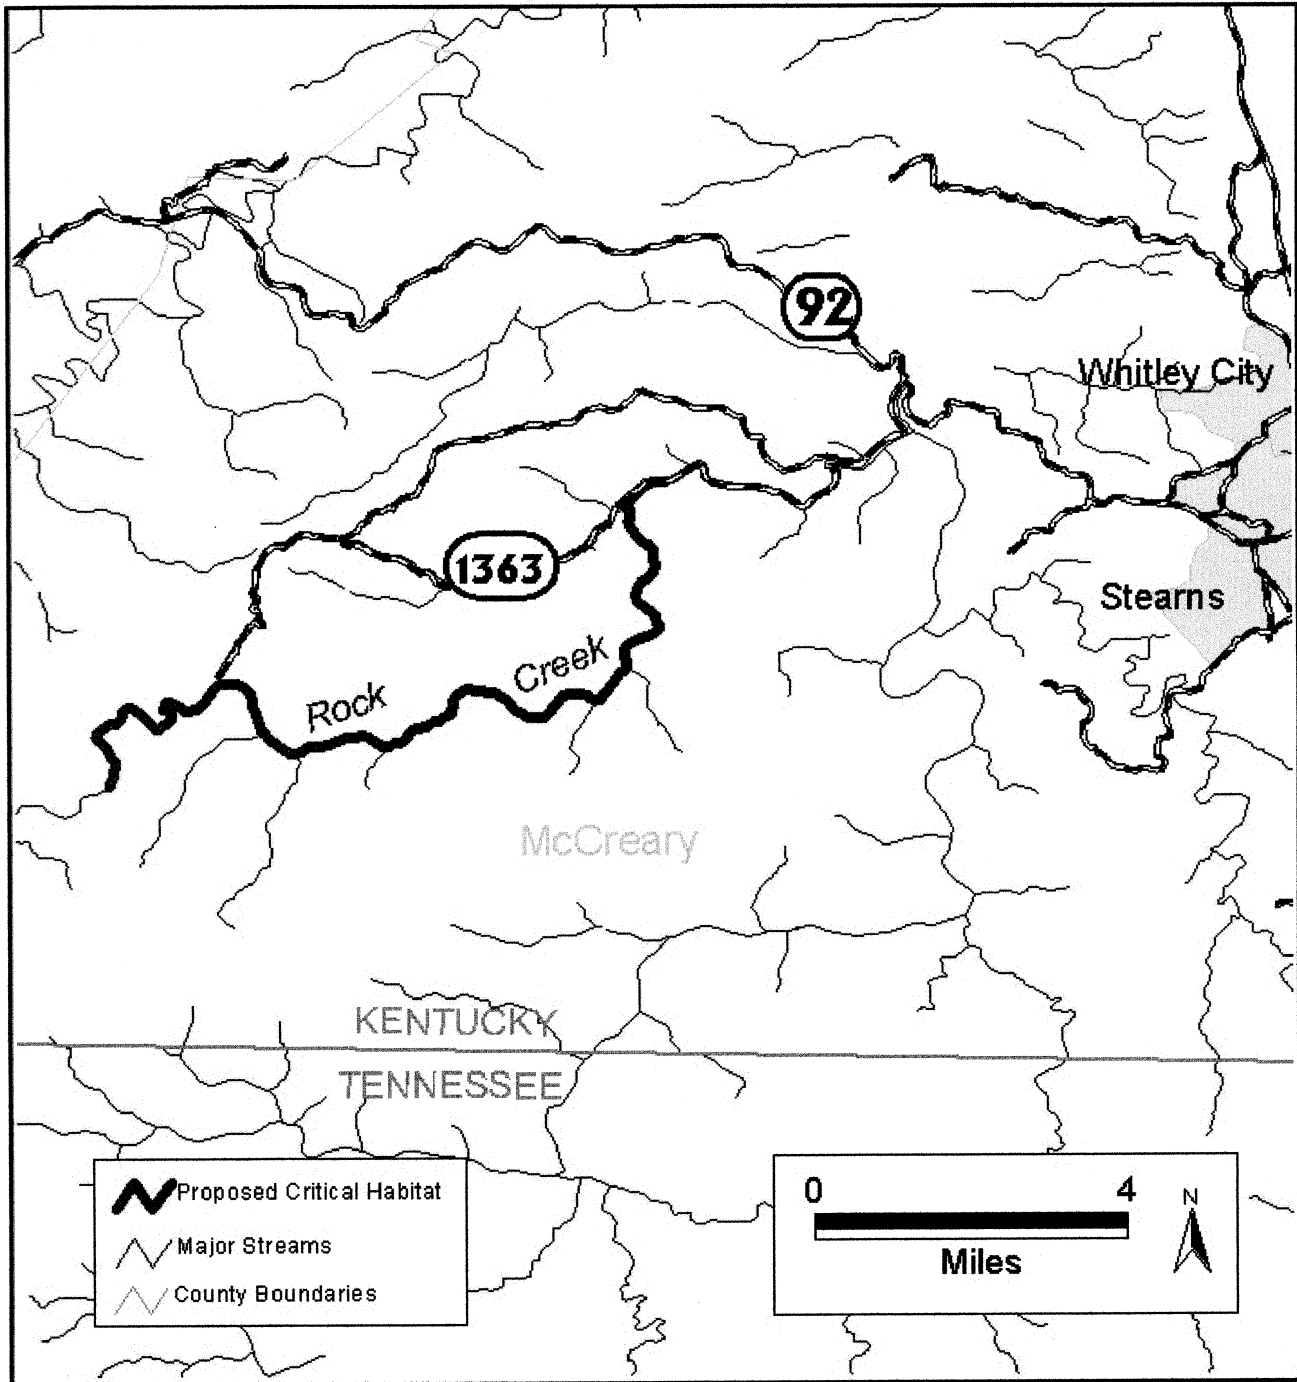 92
Whitley City
1363
Stearns
Rock Creek
McCreary
KENTUCKY
TENNESSEE
Proposed Critical Habitat
Major Streams
County Boundaries
0 4
Miles
N